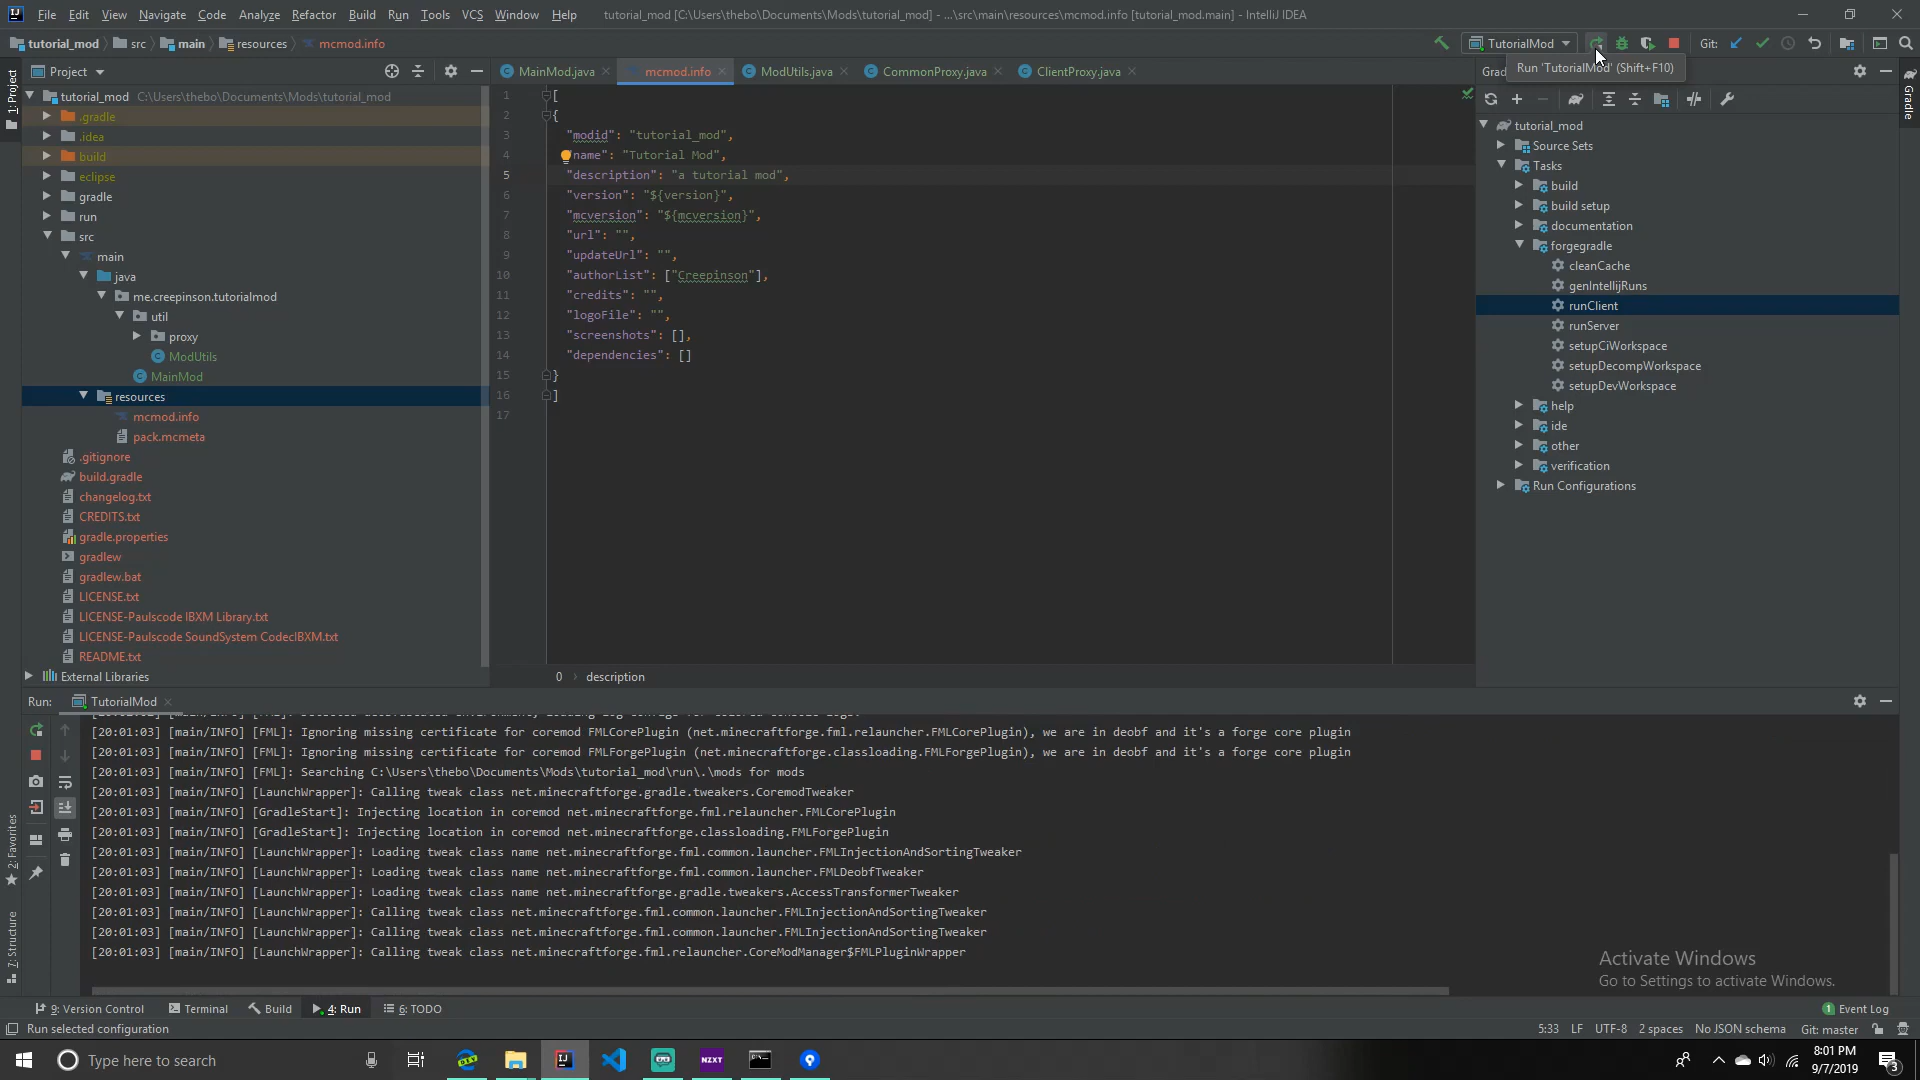 File Edit View Navigate Code Analyze Refactor Build Run Tools VCS Window Help tutorial_mod [C:\Users\thebo\Documents\Mods\tutorial_mod] - ...\src\main\resources\mcmod.info [tutorial_mod.main] - IntelliJ IDEA
tutorial_mod src main resources mcmod.info TutorialMod Git:
Run 'TutorialMod' (Shift+F10)
1: Project
Project
MainMod.java mcmod.info ModUtils.java CommonProxy.java ClientProxy.java
Grad
Gradle
tutorial_mod C:\Users\thebo\Documents\Mods\tutorial_mod
.gradle
.idea
build
eclipse
gradle
run
src
main
java
me.creepinson.tutorialmod
util
proxy
ModUtils
MainMod
resources
mcmod.info
pack.mcmeta
.gitignore
build.gradle
changelog.txt
CREDITS.txt
gradle.properties
gradlew
gradlew.bat
LICENSE.txt
LICENSE-Paulscode IBXM Library.txt
LICENSE-Paulscode SoundSystem CodecIBXM.txt
README.txt
External Libraries
1 [
2 {
3 "modid": "tutorial_mod",
4 name": "Tutorial Mod",
5 "description": "a tutorial mod",
6 "version": "${version}",
7 "mcversion": "${mcversion}",
8 "url": "",
9 "updateUrl": "",
10 "authorList": ["Creepinson"],
11 "credits": "",
12 "logoFile": "",
13 "screenshots": [],
14 "dependencies": []
15 }
16 ]
17
0 › description
tutorial_mod
Source Sets
Tasks
build
build setup
documentation
forgegradle
cleanCache
genIntellijRuns
runClient
runServer
setupCiWorkspace
setupDecompWorkspace
setupDevWorkspace
help
ide
other
verification
Run Configurations
Run: TutorialMod
[20:01:03] [main/INFO] [FML]: Ignoring missing certificate for coremod FMLCorePlugin (net.minecraftforge.fml.relauncher.FMLCorePlugin), we are in deobf and it's a forge core plugin
[20:01:03] [main/INFO] [FML]: Ignoring missing certificate for coremod FMLForgePlugin (net.minecraftforge.classloading.FMLForgePlugin), we are in deobf and it's a forge core plugin
[20:01:03] [main/INFO] [FML]: Searching C:\Users\thebo\Documents\Mods\tutorial_mod\run\.\mods for mods
[20:01:03] [main/INFO] [LaunchWrapper]: Calling tweak class net.minecraftforge.gradle.tweakers.CoremodTweaker
[20:01:03] [main/INFO] [GradleStart]: Injecting location in coremod net.minecraftforge.fml.relauncher.FMLCorePlugin
[20:01:03] [main/INFO] [GradleStart]: Injecting location in coremod net.minecraftforge.classloading.FMLForgePlugin
[20:01:03] [main/INFO] [LaunchWrapper]: Loading tweak class name net.minecraftforge.fml.common.launcher.FMLInjectionAndSortingTweaker
[20:01:03] [main/INFO] [LaunchWrapper]: Loading tweak class name net.minecraftforge.fml.common.launcher.FMLDeobfTweaker
[20:01:03] [main/INFO] [LaunchWrapper]: Loading tweak class name net.minecraftforge.gradle.tweakers.AccessTransformerTweaker
[20:01:03] [main/INFO] [LaunchWrapper]: Calling tweak class net.minecraftforge.fml.common.launcher.FMLInjectionAndSortingTweaker
[20:01:03] [main/INFO] [LaunchWrapper]: Calling tweak class net.minecraftforge.fml.common.launcher.FMLInjectionAndSortingTweaker
[20:01:03] [main/INFO] [LaunchWrapper]: Calling tweak class net.minecraftforge.fml.relauncher.CoreModManager$FMLPluginWrapper
2: Favorites
7: Structure
Activate Windows
Go to Settings to activate Windows.
9: Version Control Terminal Build 4: Run 6: TODO 1 Event Log
Run selected configuration 5:33 LF UTF-8 2 spaces No JSON schema Git: master
Type here to search NZXT 8:01 PM
9/7/2019 3